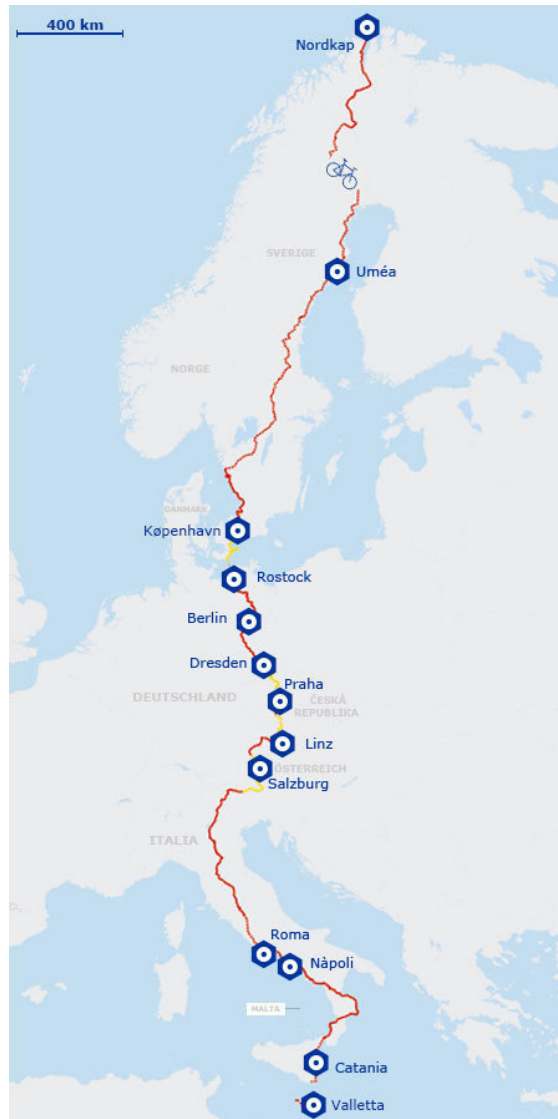 400 km
Nordkap
SVERIGE
Uméa
NORGE
DANMARK
Køpenhavn
Rostock
Berlin
Dresden
Praha
DEUTSCHLAND
ČESKÁ
REPUBLIKA
Linz
ÖSTERREICH
Salzburg
ITALIA
Roma
Nàpoli
MALTA
Catania
Valletta